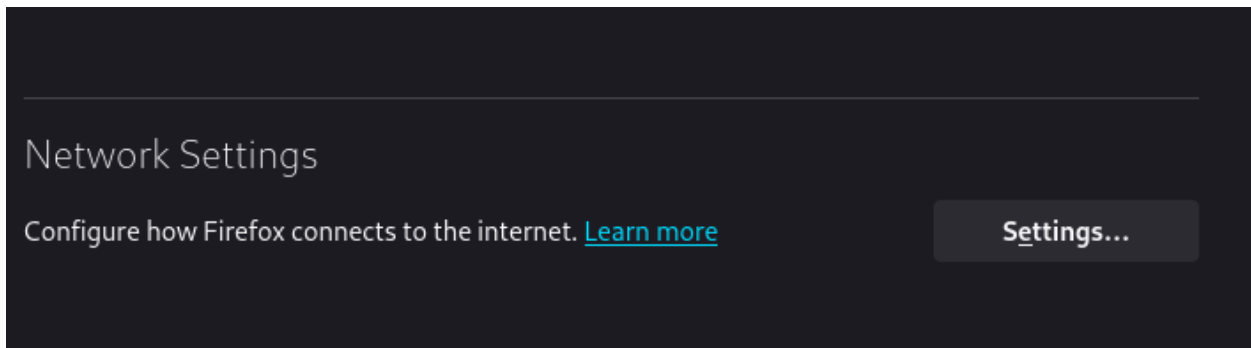 Network Settings
Configure how Firefox connects to the internet. Learn more
Settings...